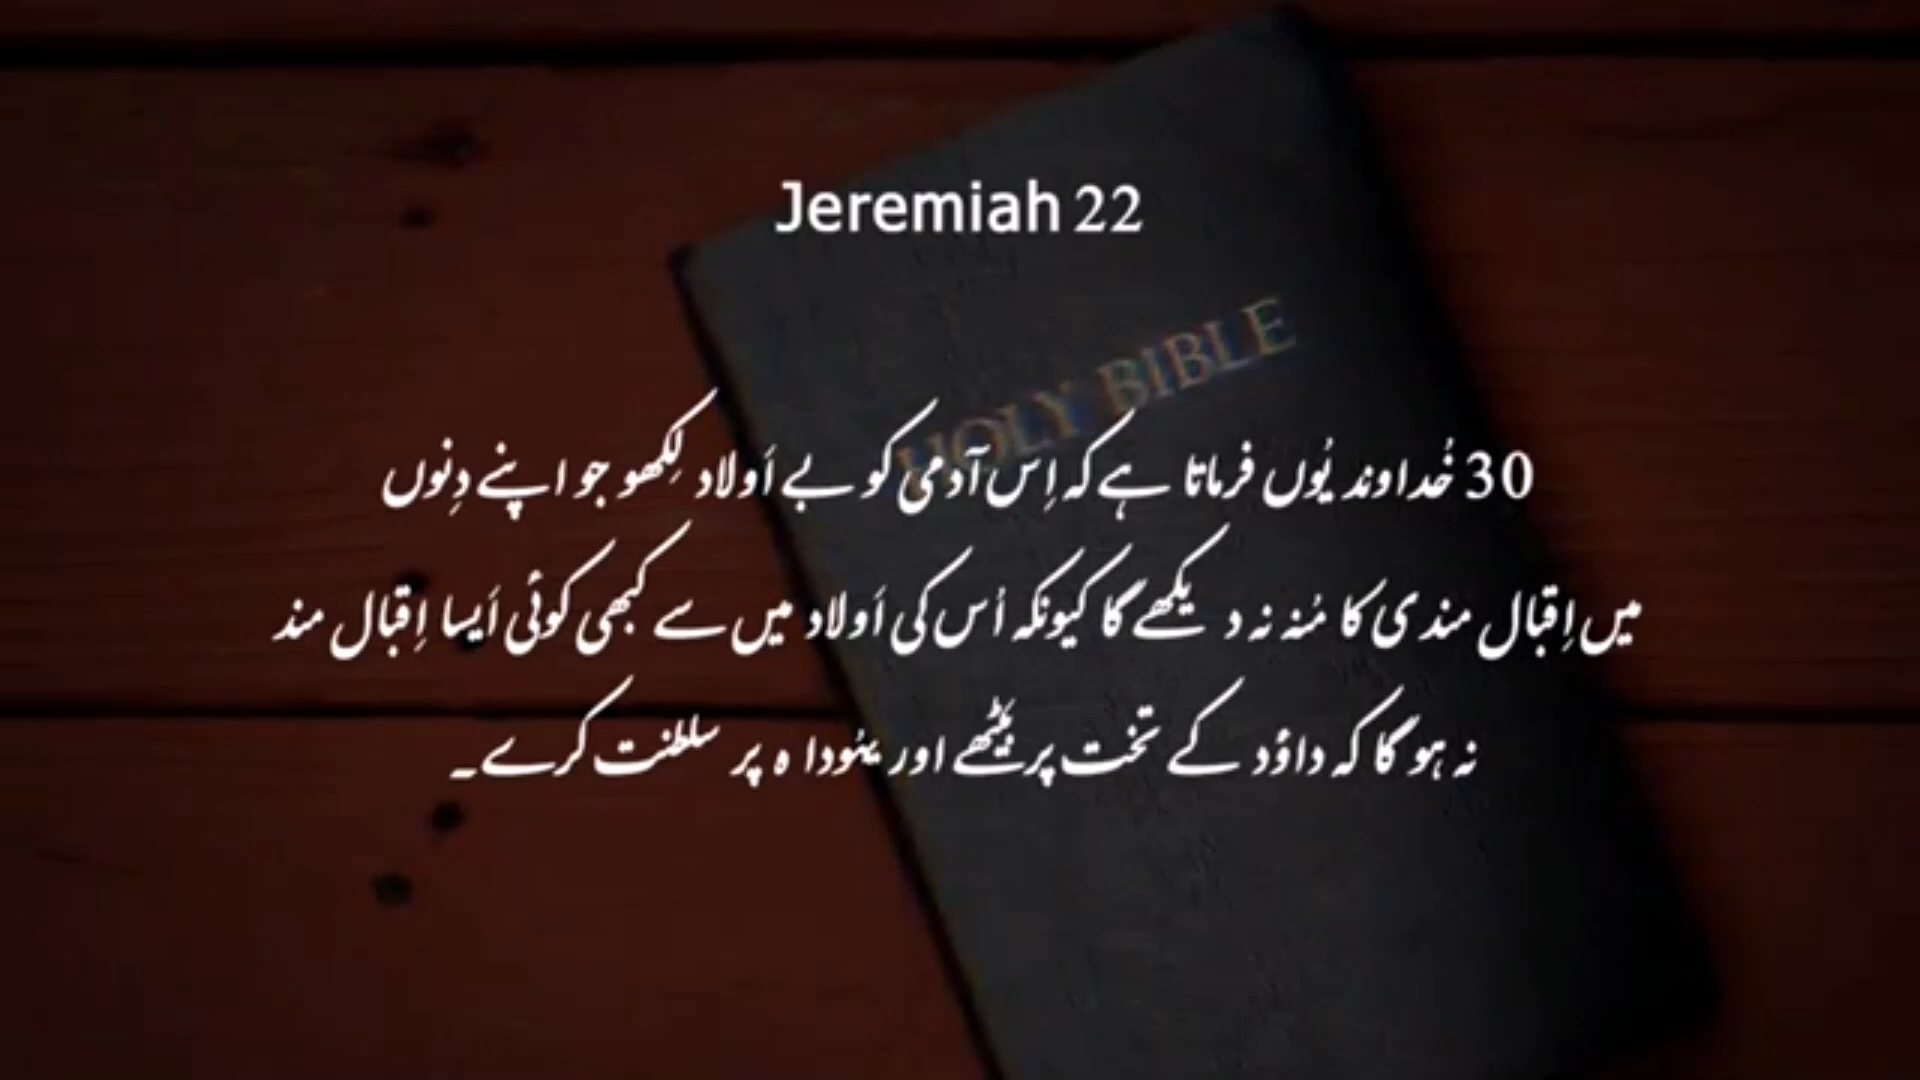 Jeremiah 22
HOLY BIBLE
30 خُداوند یُوں فرماتا ہے کہ اِس آدمی کو بے اَولاد لِکھو جو اپنے دِنوں
میں اِقبال مندی کا مُنہ نہ دیکھے گا کیونکہ اُس کی اَولاد میں سے کبھی کوئی اَیسا اِقبال مند
نہ ہو گا کہ داؤد کے تخت پر بَیٹھے اور یہُوداہ پر سلطنت کرے۔